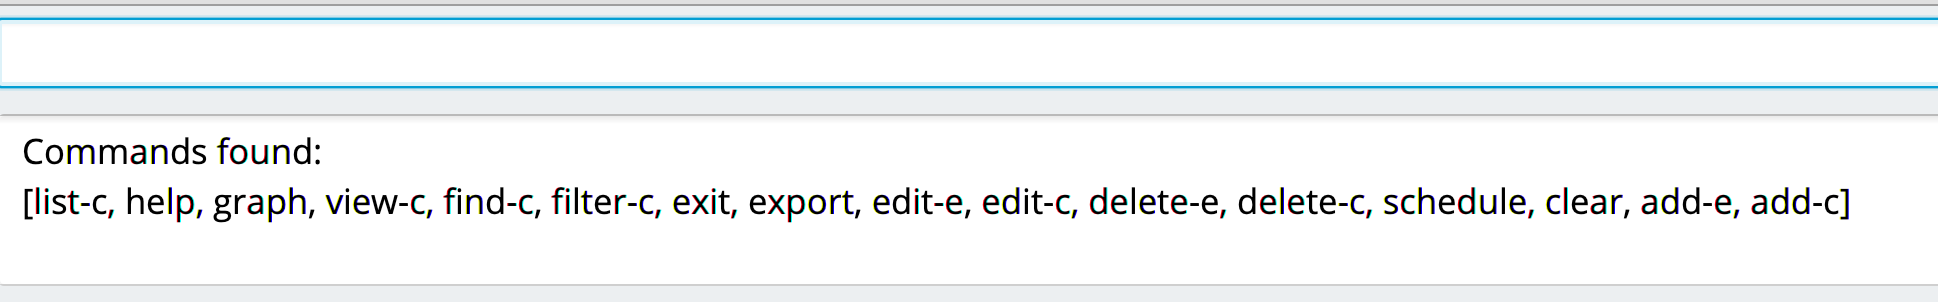 Commands found:
[list-c, help, graph, view-c, find-c, filter-c, exit, export, edit-e, edit-c, delete-e, delete-c, schedule, clear, add-e, add-c]